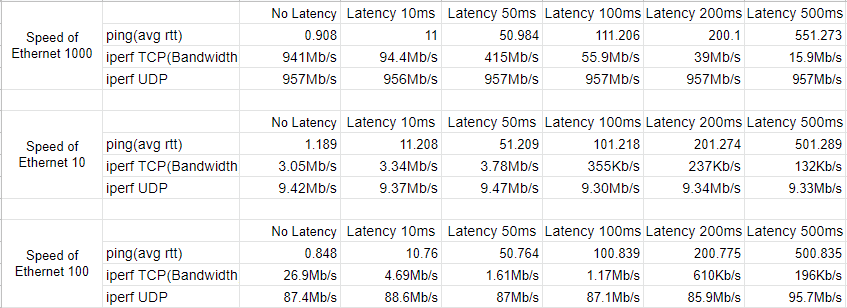 No Latency Latency 10ms Latency 50ms Latency 100ms Latency 200ms Latency 500ms
Speed of Ethernet 1000
ping(avg rtt) 0.908 11 50.984 111.206 200.1 551.273
iperf TCP(Bandwidth 941Mb/s 94.4Mb/s 415Mb/s 55.9Mb/s 39Mb/s 15.9Mb/s
iperf UDP 957Mb/s 956Mb/s 957Mb/s 957Mb/s 957Mb/s 957Mb/s
No Latency Latency 10ms Latency 50ms Latency 100ms Latency 200ms Latency 500ms
Speed of Ethernet 10
ping(avg rtt) 1.189 11.208 51.209 101.218 201.274 501.289
iperf TCP(Bandwidth 3.05Mb/s 3.34Mb/s 3.78Mb/s 355Kb/s 237Kb/s 132Kb/s
iperf UDP 9.42Mb/s 9.37Mb/s 9.47Mb/s 9.30Mb/s 9.34Mb/s 9.33Mb/s
No Latency Latency 10ms Latency 50ms Latency 100ms Latency 200ms Latency 500ms
Speed of Ethernet 100
ping(avg rtt) 0.848 10.76 50.764 100.839 200.775 500.835
iperf TCP(Bandwidth 26.9Mb/s 4.69Mb/s 1.61Mb/s 1.17Mb/s 610Kb/s 196Kb/s
iperf UDP 87.4Mb/s 88.6Mb/s 87Mb/s 87.1Mb/s 85.9Mb/s 95.7Mb/s